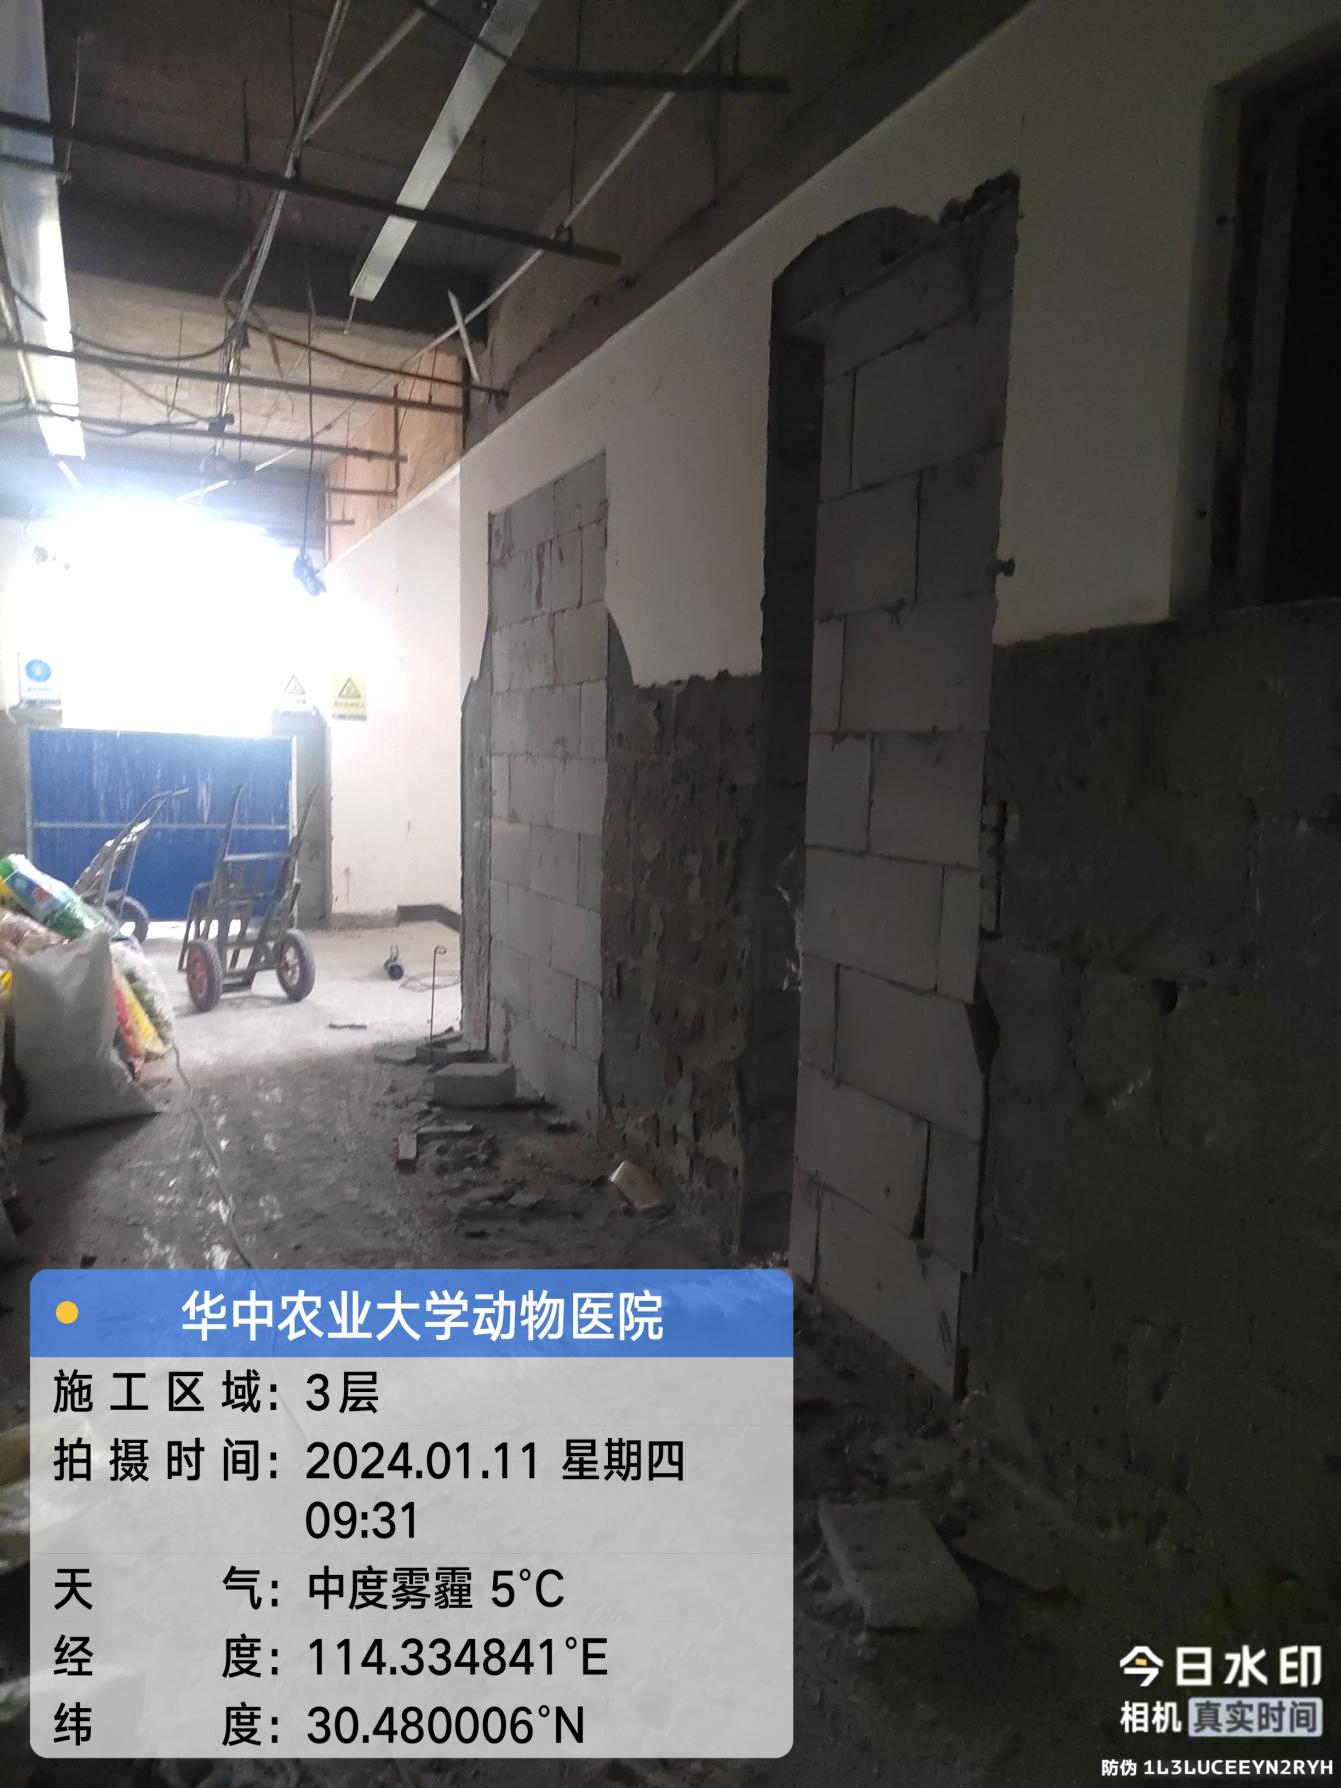 华中农业大学动物医院
施工区域：3层
拍摄时间：2024.01.11 星期四
09:31
天气：中度雾霾 5°C
经度：114.334841°E
纬度：30.480006°N
今日水印
相机 真实时间
防伪 1L3LUCEEYN2RYH